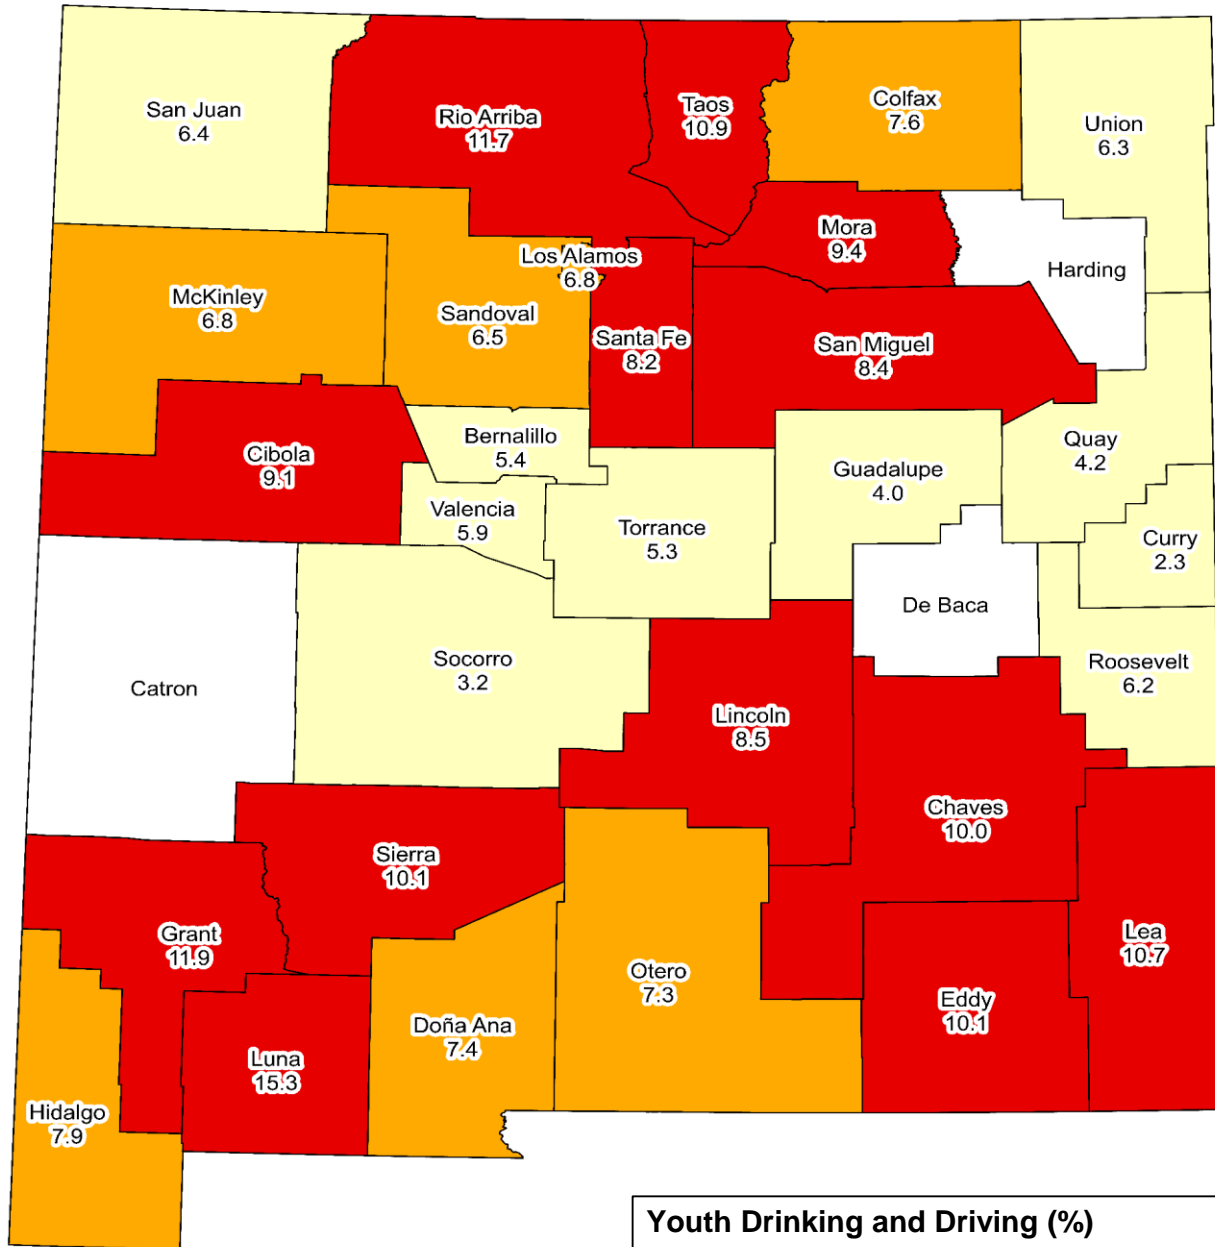 San Juan
6.4
Rio Arriba
11.7
Taos
10.9
Colfax
7.6
Union
6.3
Mora
9.4
Harding
Los Alamos
6.8
McKinley
6.8
Sandoval
6.5
Santa Fe
8.2
San Miguel
8.4
Bernalillo
5.4
Cibola
9.1
Quay
4.2
Guadalupe
4.0
Valencia
5.9
Torrance
5.3
Curry
2.3
De Baca
Socorro
3.2
Roosevelt
6.2
Catron
Lincoln
8.5
Chaves
10.0
Sierra
10.1
Grant
11.9
Lea
10.7
Otero
7.3
Eddy
10.1
Doña Ana
7.4
Luna
15.3
Hidalgo
7.9
Youth Drinking and Driving (%)